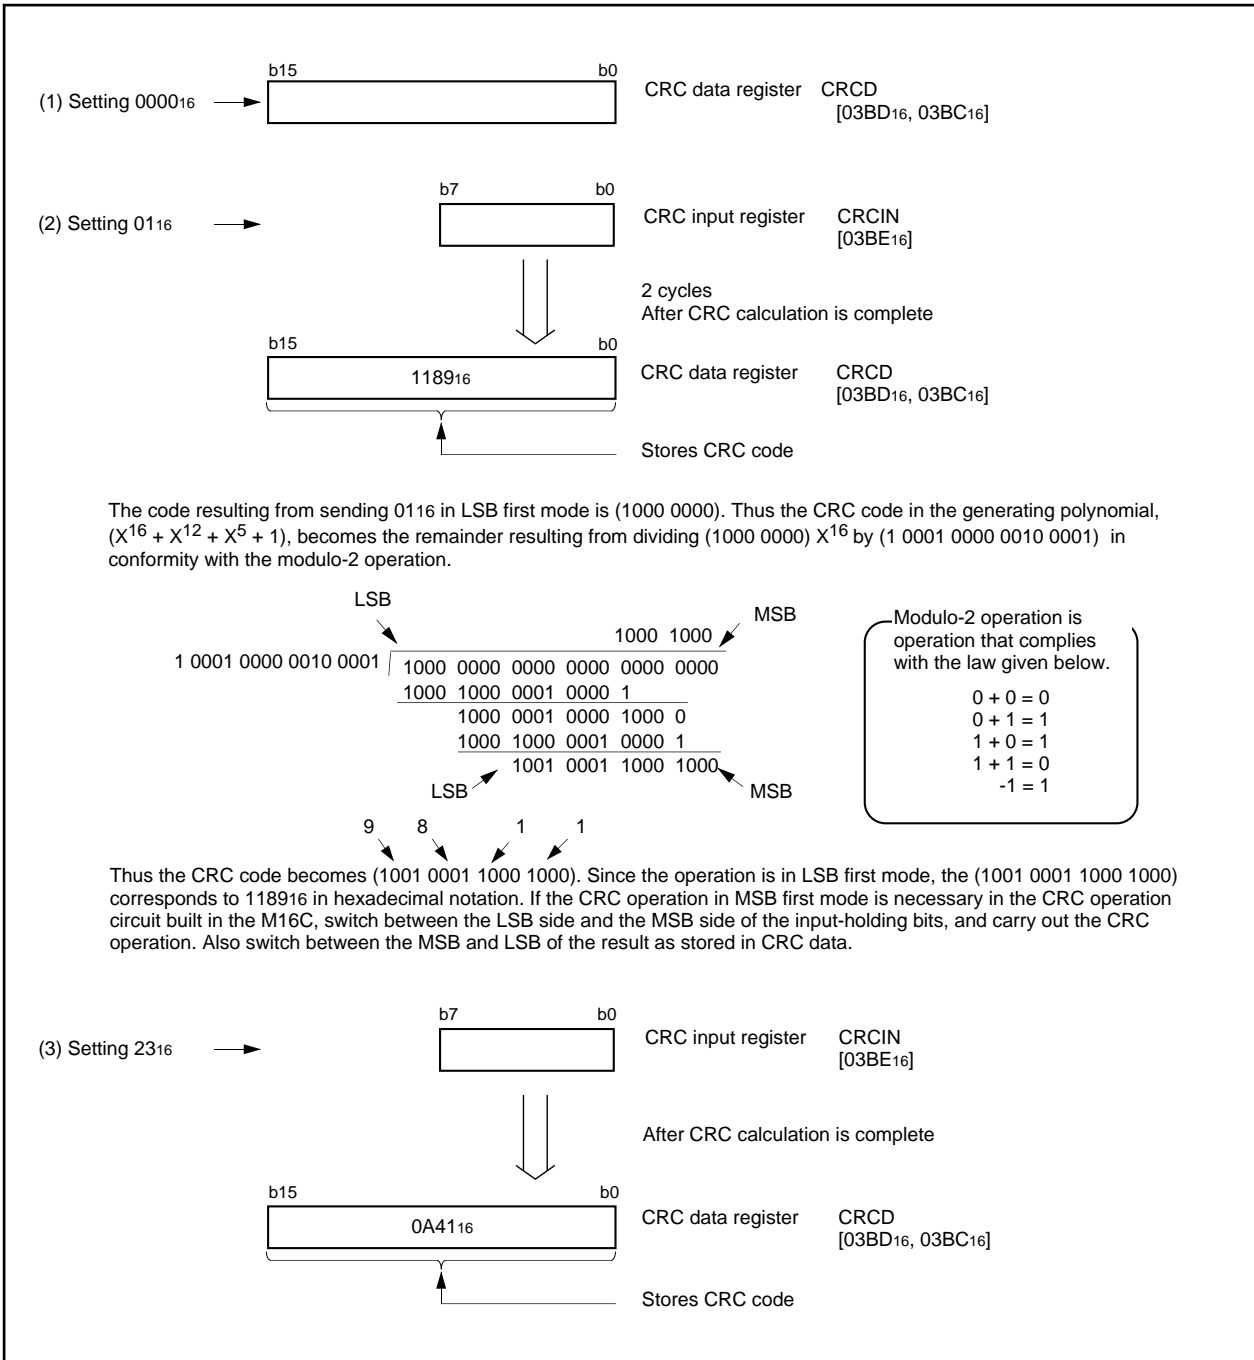 b15 b0
(1) Setting 000016
CRC data register CRCD
[03BD16, 03BC16]
b7 b0
(2) Setting 0116
CRC input register CRCIN
[03BE16]
2 cycles
After CRC calculation is complete
b15 b0
118916
CRC data register CRCD
[03BD16, 03BC16]
Stores CRC code
The code resulting from sending 0116 in LSB first mode is (1000 0000). Thus the CRC code in the generating polynomial,
(X16 + X12 + X5 + 1), becomes the remainder resulting from dividing (1000 0000) X16 by (1 0001 0000 0010 0001) in
conformity with the modulo-2 operation.
LSB
MSB
1000 1000
1 0001 0000 0010 0001
1000 0000 0000 0000 0000 0000
1000 1000 0001 0000 1
1000 0001 0000 1000 0
1000 1000 0001 0000 1
1001 0001 1000 1000
LSB
MSB
Modulo-2 operation is
operation that complies
with the law given below.
0 + 0 = 0
0 + 1 = 1
1 + 0 = 1
1 + 1 = 0
-1 = 1
9 8 1 1
Thus the CRC code becomes (1001 0001 1000 1000). Since the operation is in LSB first mode, the (1001 0001 1000 1000)
corresponds to 118916 in hexadecimal notation. If the CRC operation in MSB first mode is necessary in the CRC operation
circuit built in the M16C, switch between the LSB side and the MSB side of the input-holding bits, and carry out the CRC
operation. Also switch between the MSB and LSB of the result as stored in CRC data.
b7 b0
(3) Setting 2316
CRC input register CRCIN
[03BE16]
After CRC calculation is complete
b15 b0
0A4116
CRC data register CRCD
[03BD16, 03BC16]
Stores CRC code